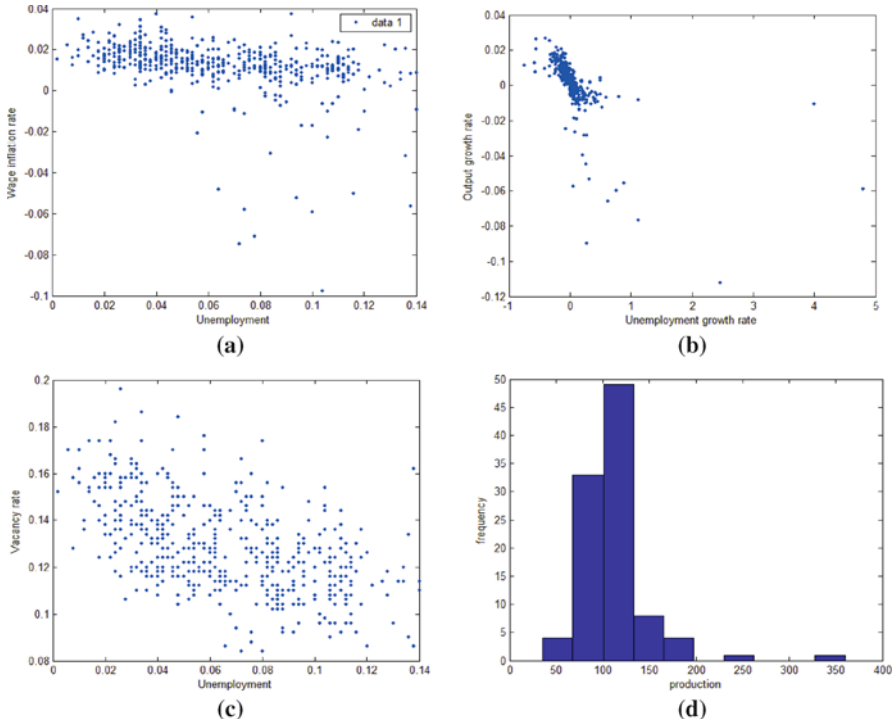 0.04
0.02
0
-0.02
-0.04
-0.06
-0.08
-0.1
Wage inflation rate
data 1
0 0.02 0.04 0.06 0.08 0.1 0.12 0.14
Unemployment
(a)
0.04
0.02
0
-0.02
-0.04
-0.06
-0.08
-0.1
-0.12
Output growth rate
-1 0 1 2 3 4 5
Unemployment growth rate
(b)
0.2
0.18
0.16
0.14
0.12
0.1
0.08
Vacancy rate
0 0.02 0.04 0.06 0.08 0.1 0.12 0.14
Unemployment
(c)
50
45
40
35
30
25
20
15
10
5
0
frequency
0 50 100 150 200 250 300 350 400
production
(d)